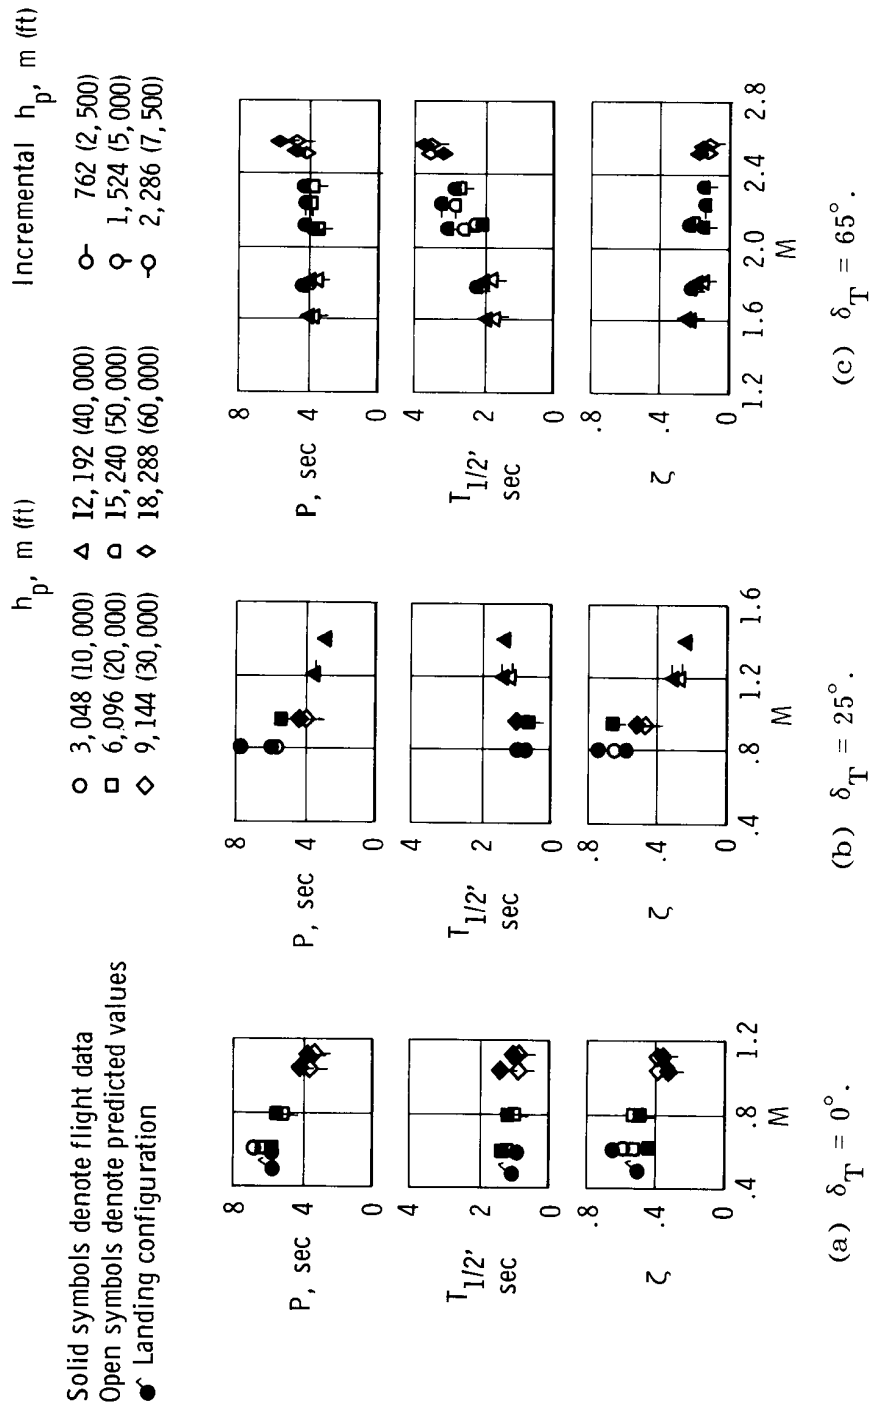 Solid symbols denote flight data
Open symbols denote predicted values
Landing configuration
h_p, m (ft)
3,048 (10,000)
6,096 (20,000)
9,144 (30,000)
12,192 (40,000)
15,240 (50,000)
18,288 (60,000)
Incremental h_p, m (ft)
762 (2,500)
1,524 (5,000)
2,286 (7,500)
8
P, sec 4
0
4
T_1/2, 2
sec
0
.8
ζ .4
0
.4 .8 1.2
M
(a) δ_T = 0°.
8
P, sec 4
0
4
T_1/2, 2
sec
0
.8
ζ .4
0
.4 .8 1.2 1.6
M
(b) δ_T = 25°.
8
P, sec 4
0
4
T_1/2, 2
sec
0
.8
ζ .4
0
1.2 1.6 2.0 2.4 2.8
M
(c) δ_T = 65°.